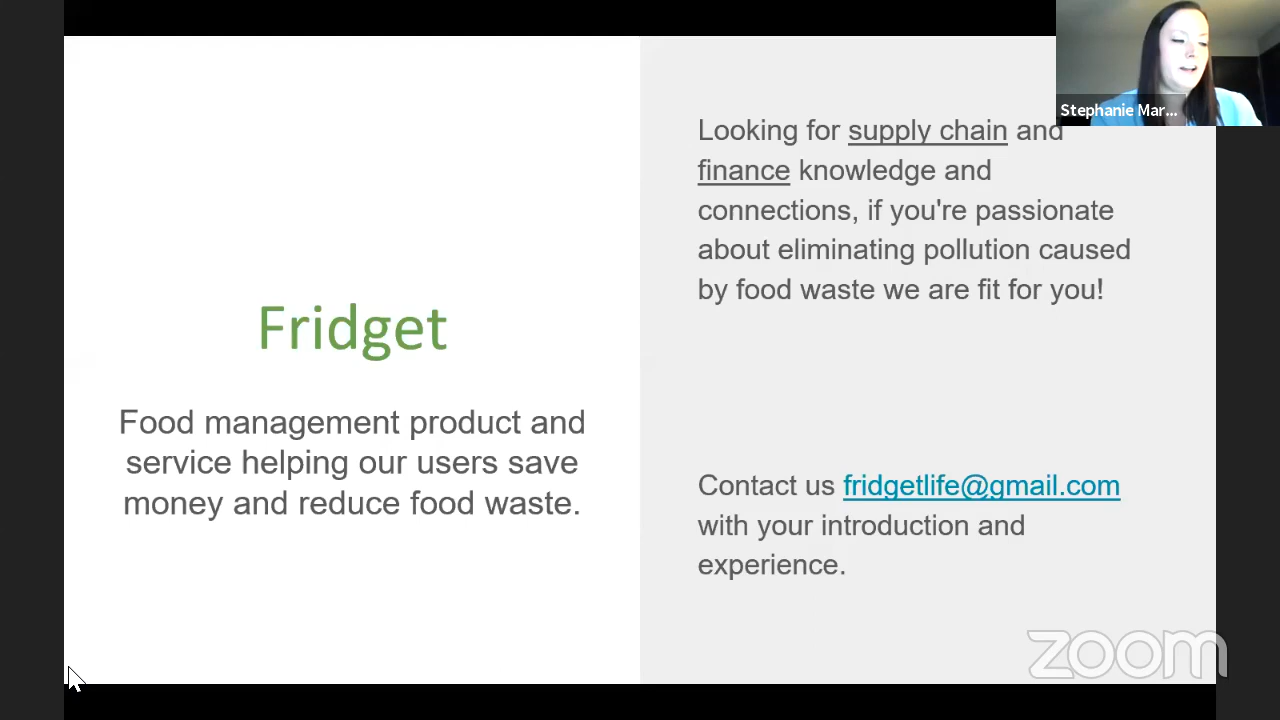 Fridget
Food management product and
service helping our users save
money and reduce food waste.
Looking for supply chain and
finance knowledge and
connections, if you're passionate
about eliminating pollution caused
by food waste we are fit for you!
Contact us fridgetlife@gmail.com
with your introduction and
experience.
Stephanie Mar...
zoom